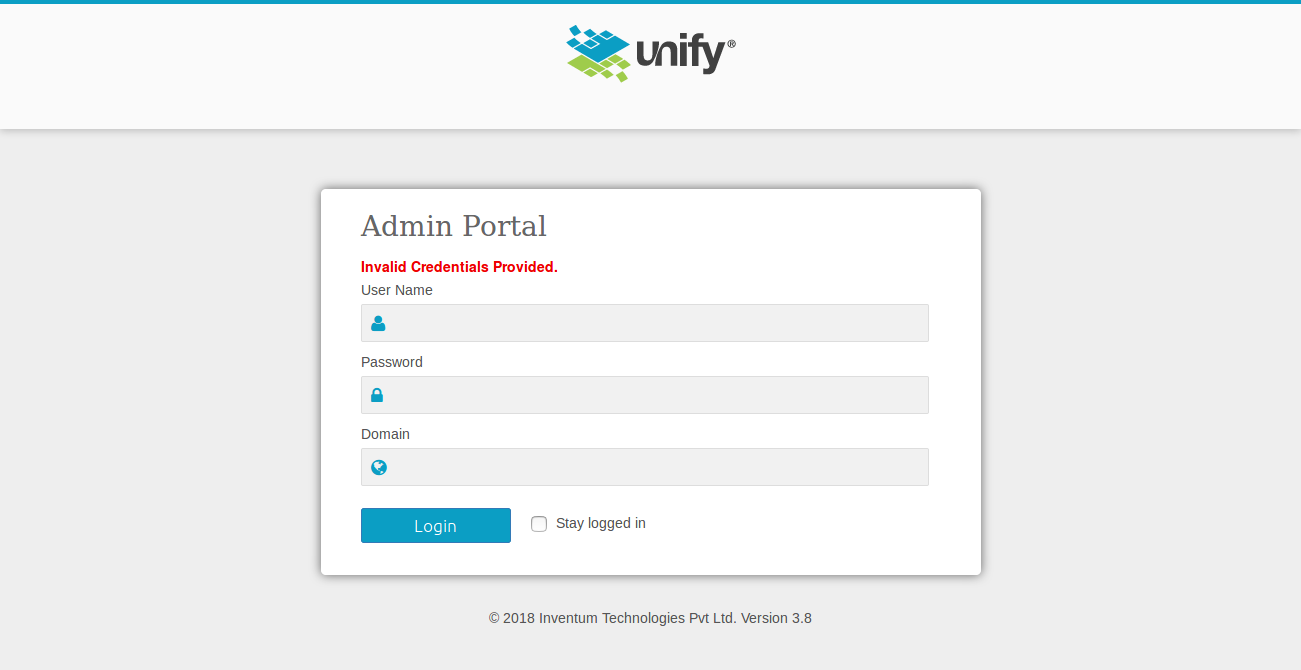 unify®
Admin Portal
Invalid Credentials Provided.
User Name
Password
Domain
Login
Stay logged in
© 2018 Inventum Technologies Pvt Ltd. Version 3.8